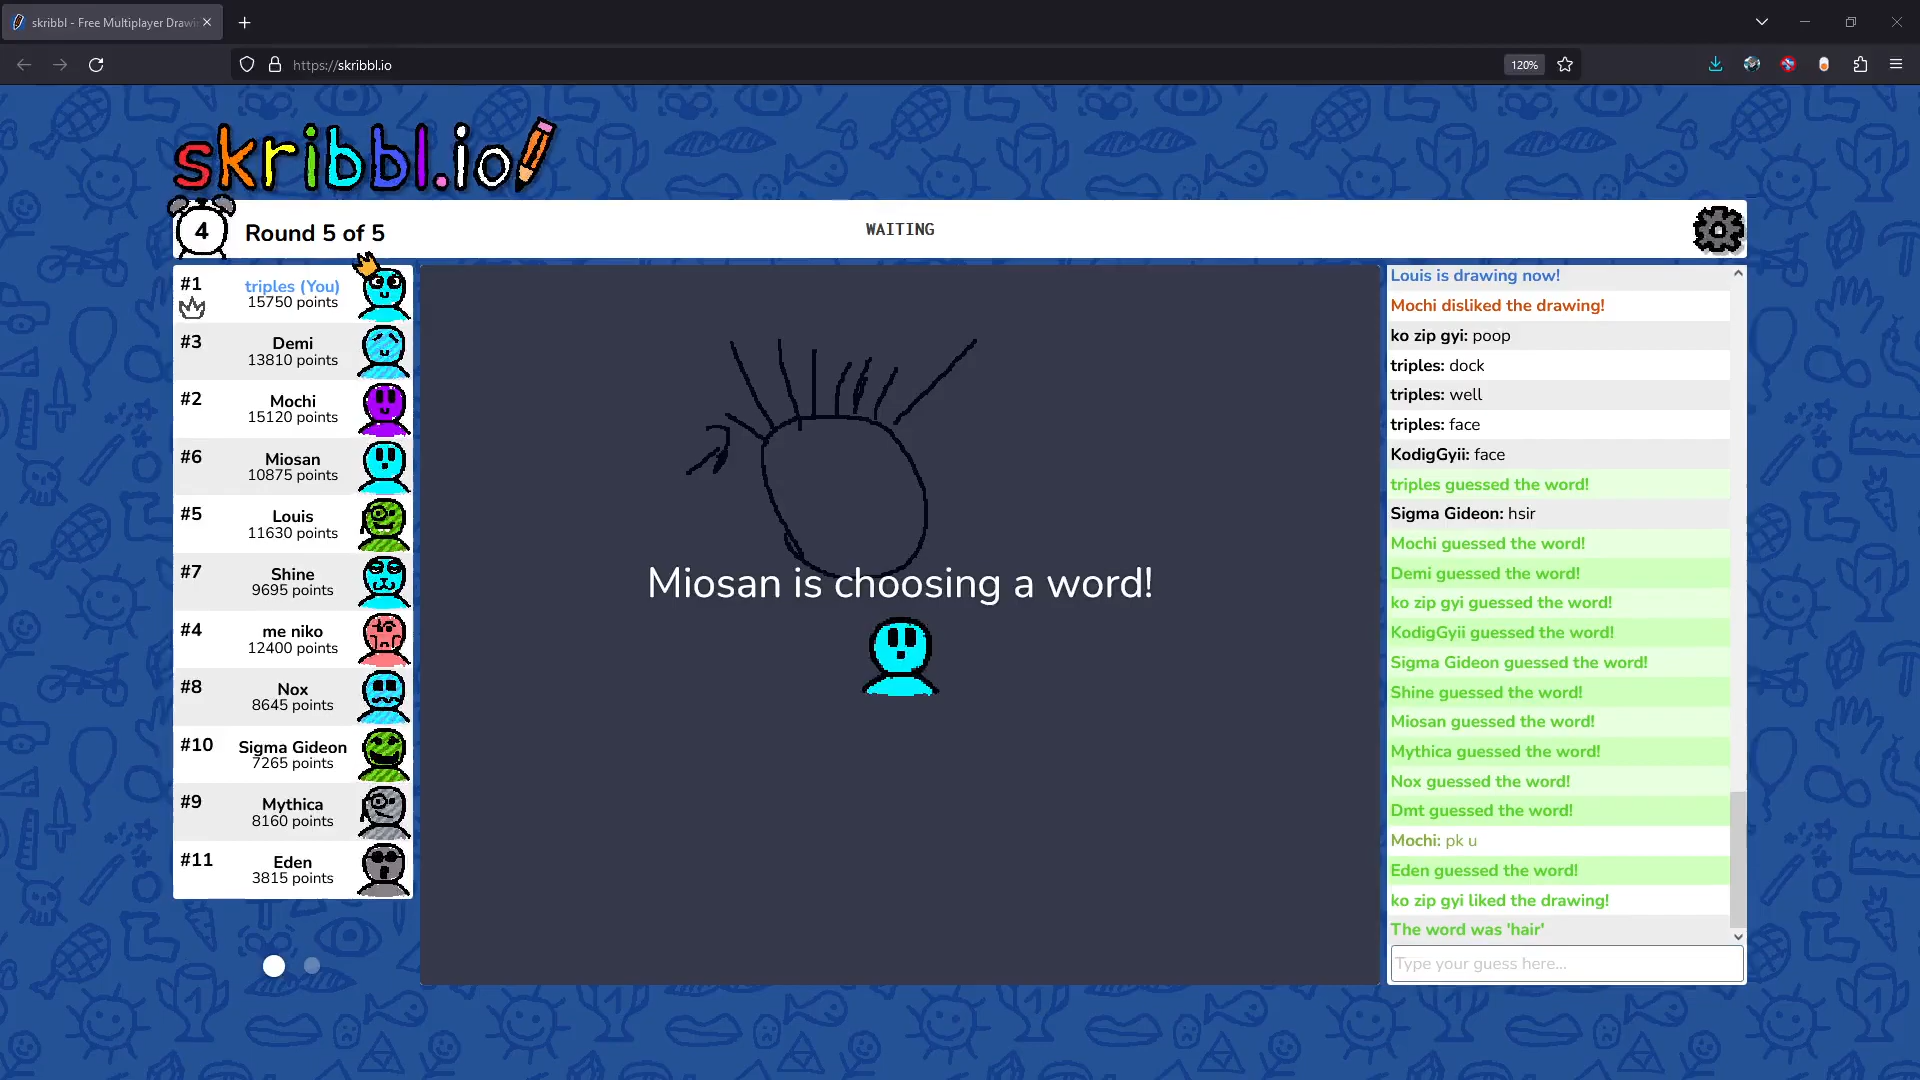 skribbl - Free Multiplayer Drawi
https://skribbl.io
120%
skribbl.io
4
Round 5 of 5
WAITING
#1
triples (You)
15750 points
#3
Demi
13810 points
#2
Mochi
15120 points
#6
Miosan
10875 points
#5
Louis
11630 points
#7
Shine
9695 points
#4
me niko
12400 points
#8
Nox
8645 points
#10
Sigma Gideon
7265 points
#9
Mythica
8160 points
#11
Eden
3815 points
Miosan is choosing a word!
Louis is drawing now!
Mochi disliked the drawing!
ko zip gyi: poop
triples: dock
triples: well
triples: face
KodigGyii: face
triples guessed the word!
Sigma Gideon: hsir
Mochi guessed the word!
Demi guessed the word!
ko zip gyi guessed the word!
KodigGyii guessed the word!
Sigma Gideon guessed the word!
Shine guessed the word!
Miosan guessed the word!
Mythica guessed the word!
Nox guessed the word!
Dmt guessed the word!
Mochi: pk u
Eden guessed the word!
ko zip gyi liked the drawing!
The word was 'hair'
Type your guess here...